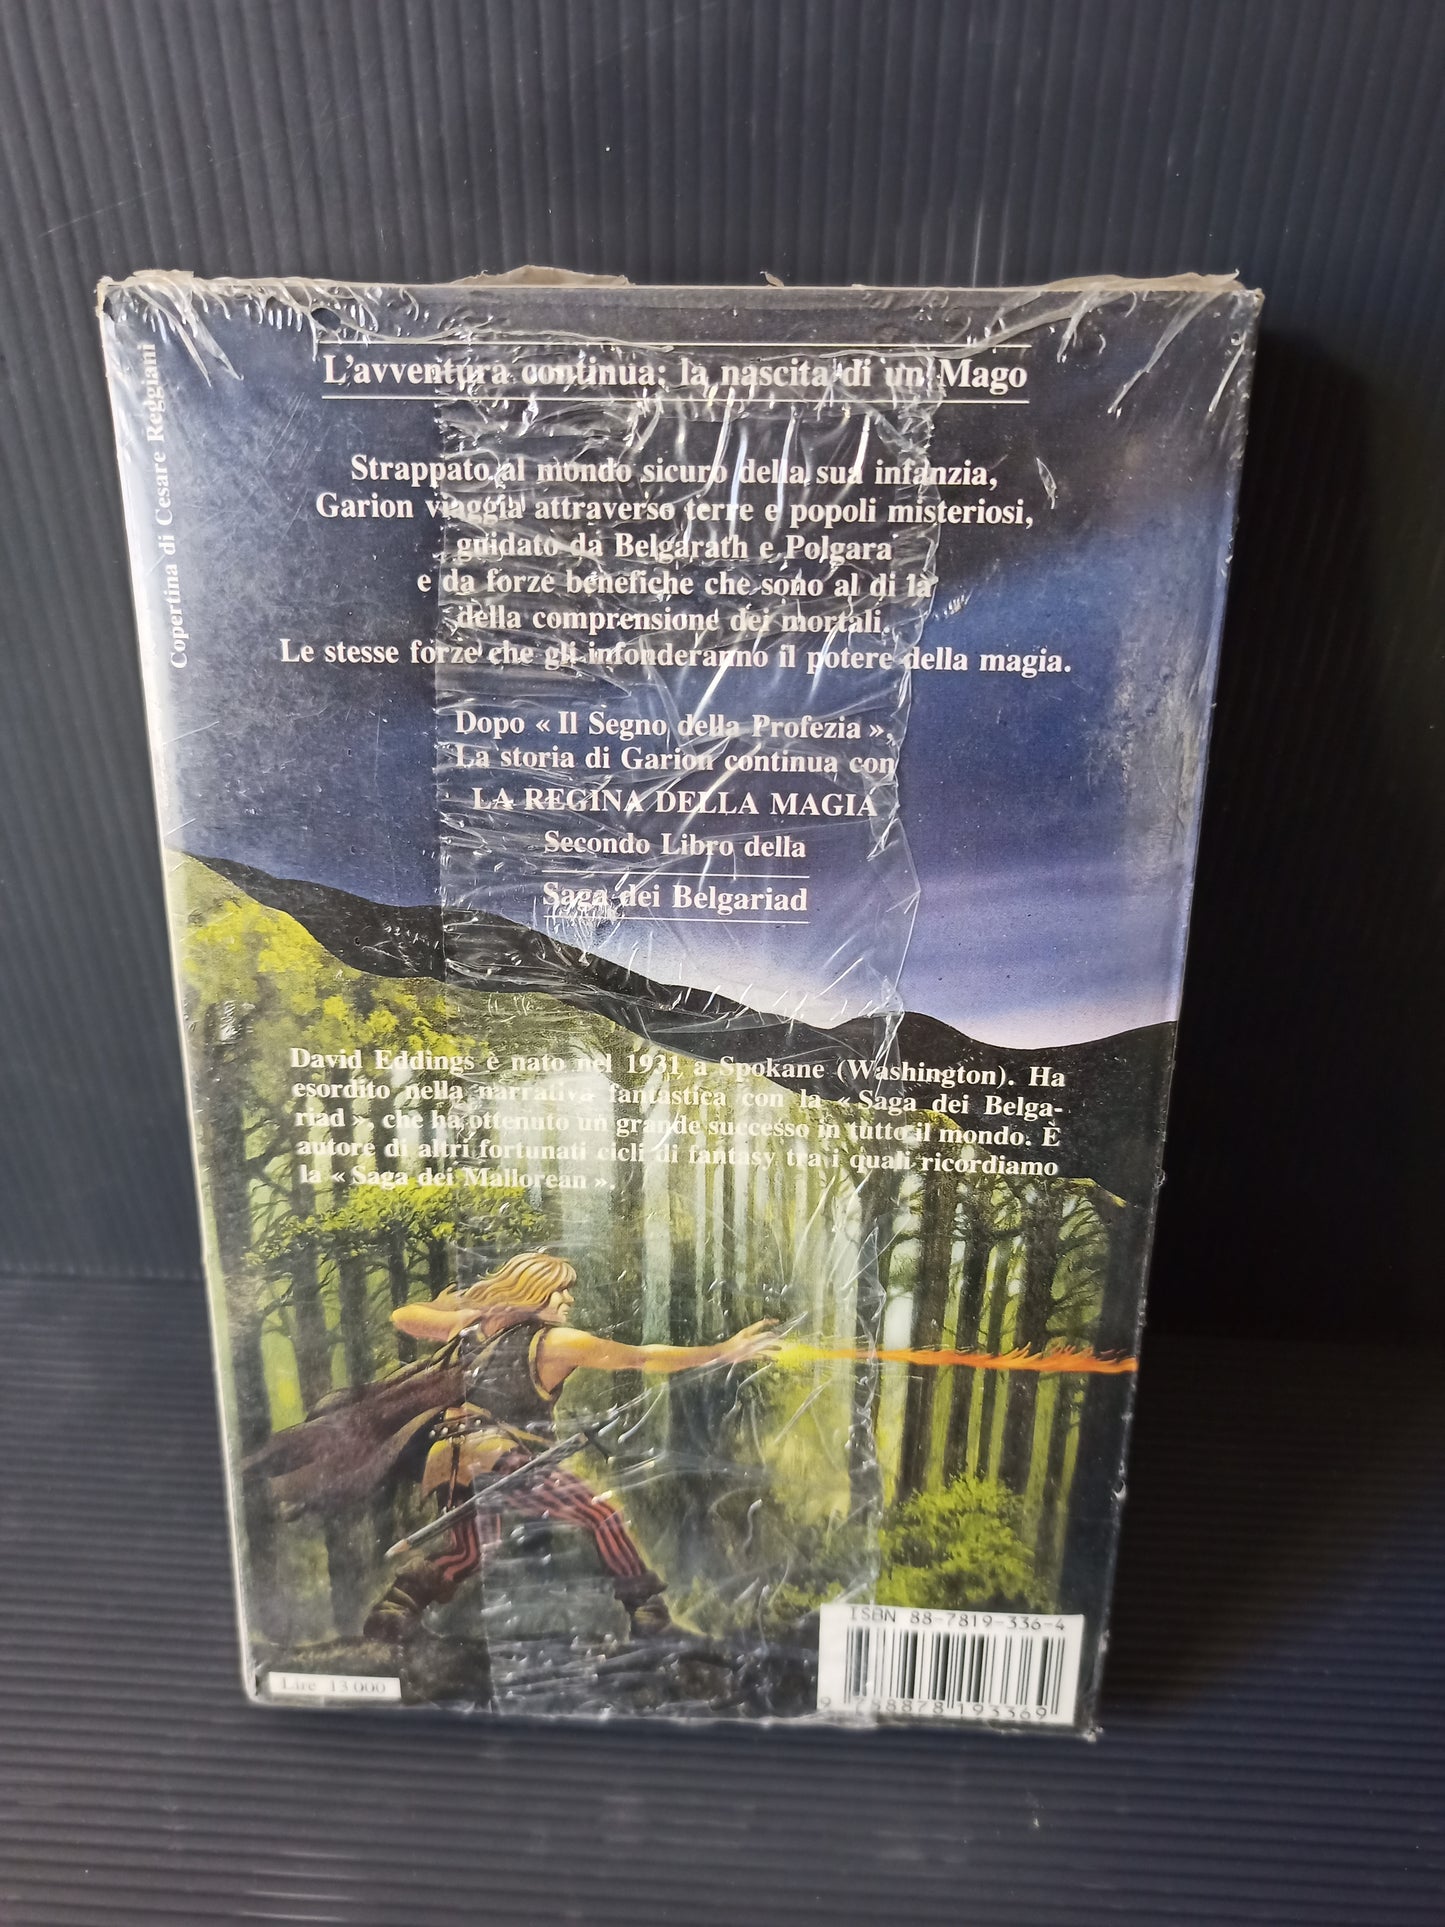 L'avventura continua: la nascita di un Mago
Strappato al mondo sicuro della sua infanzia,
Garion viaggia attraverso terre e popoli misteriosi,
guidato da Belgarath e Polgara
e da forze benefiche che sono al di là
della comprensione dei mortali.
Le stesse forze che gli infonderanno il potere della magia.
Dopo « Il Segno della Profezia »,
La storia di Garion continua con
LA REGINA DELLA MAGIA
Secondo Libro della
Saga dei Belgariad
David Eddings è nato nel 1931 a Spokane (Washington). Ha
esordito nella narrativa fantastica con la « Saga dei Belga-
riad », che ha ottenuto un grande successo in tutto il mondo. È
autore di altri fortunati cicli di fantasy tra i quali ricordiamo
la « Saga dei Mallorean ».
Copertina di Cesare Reggiani
Lire 13 000
ISBN 88-7819-336-4
9 788878 193369